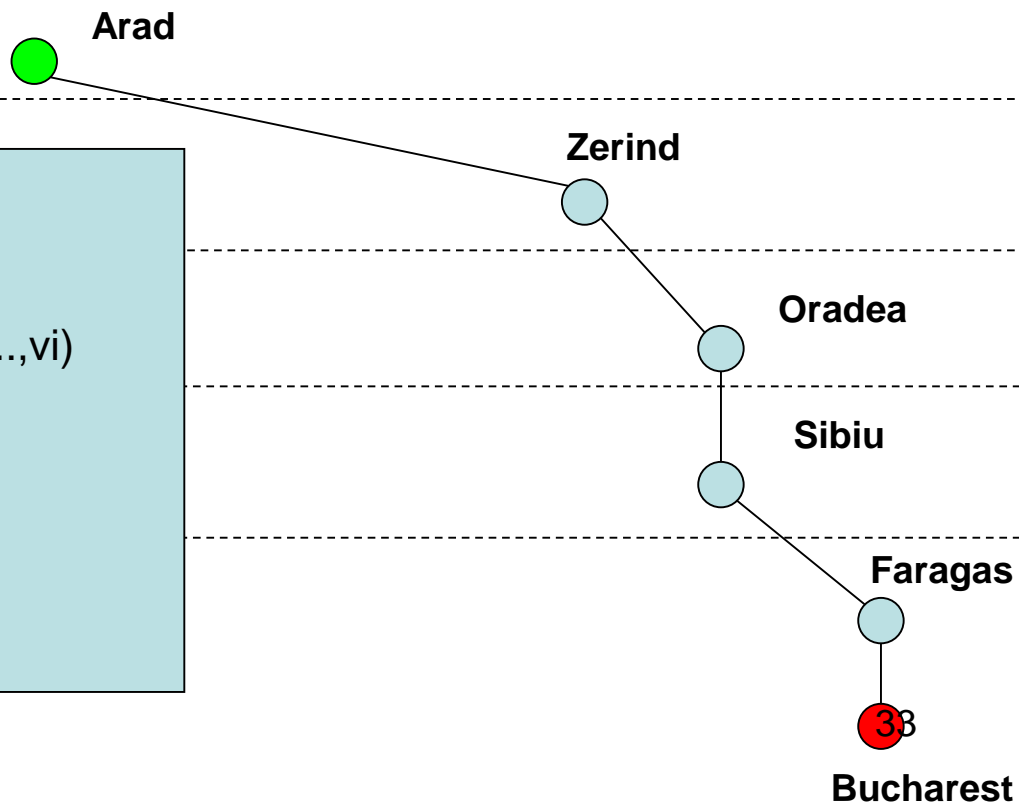 Arad
Zerind
Oradea
..,vi)
Sibiu
Faragas
33
Bucharest